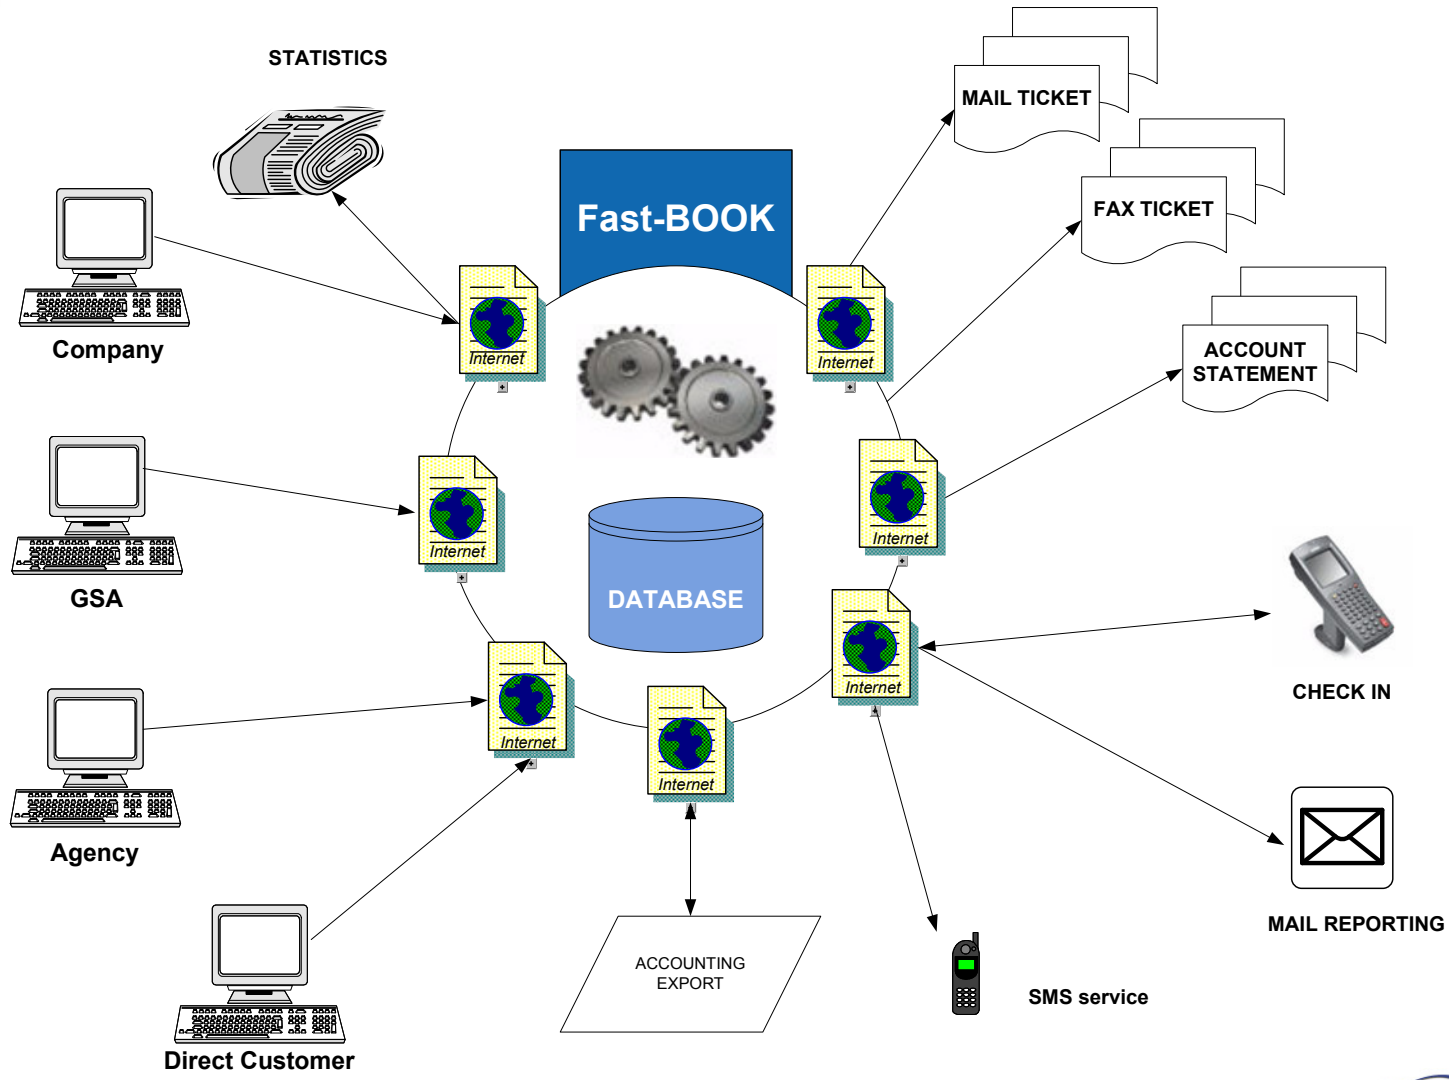 STATISTICS
MAIL TICKET
FAX TICKET
Fast-BOOK
ACCOUNT
STATEMENT
Company
Internet
Internet
GSA
Internet
Internet
DATABASE
CHECK IN
Internet
Internet
Internet
Agency
MAIL REPORTING
ACCOUNTING
EXPORT
SMS service
Direct Customer